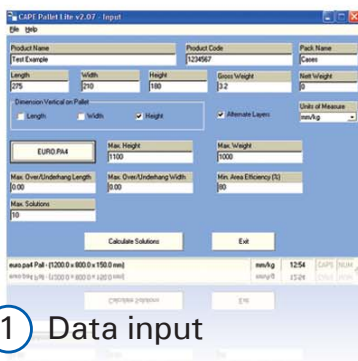 CAPE Pallet Lite v2.07 - Input
File Help
Product Name Product Code Pack Name
Test Example 1234567 Cases
Length Width Height Gross Weight Nett Weight
275 210 180 3.2 0
Dimension Vertical on Pallet Units of Measure
Length Width Height Alternate Layers mm/kg
Max. Height Max. Weight
EURO.PA4 1100 1000
Max. Over/Underhang Length Max. Over/Underhang Width Min. Area Efficiency (%)
0.00 0.00 80
Max. Solutions
10
Calculate Solutions Exit
euro.pa4 Pall - (1200.0 x 800.0 x 150.0 mm) mm/kg 12:54 CAPS NUM
1 Data input